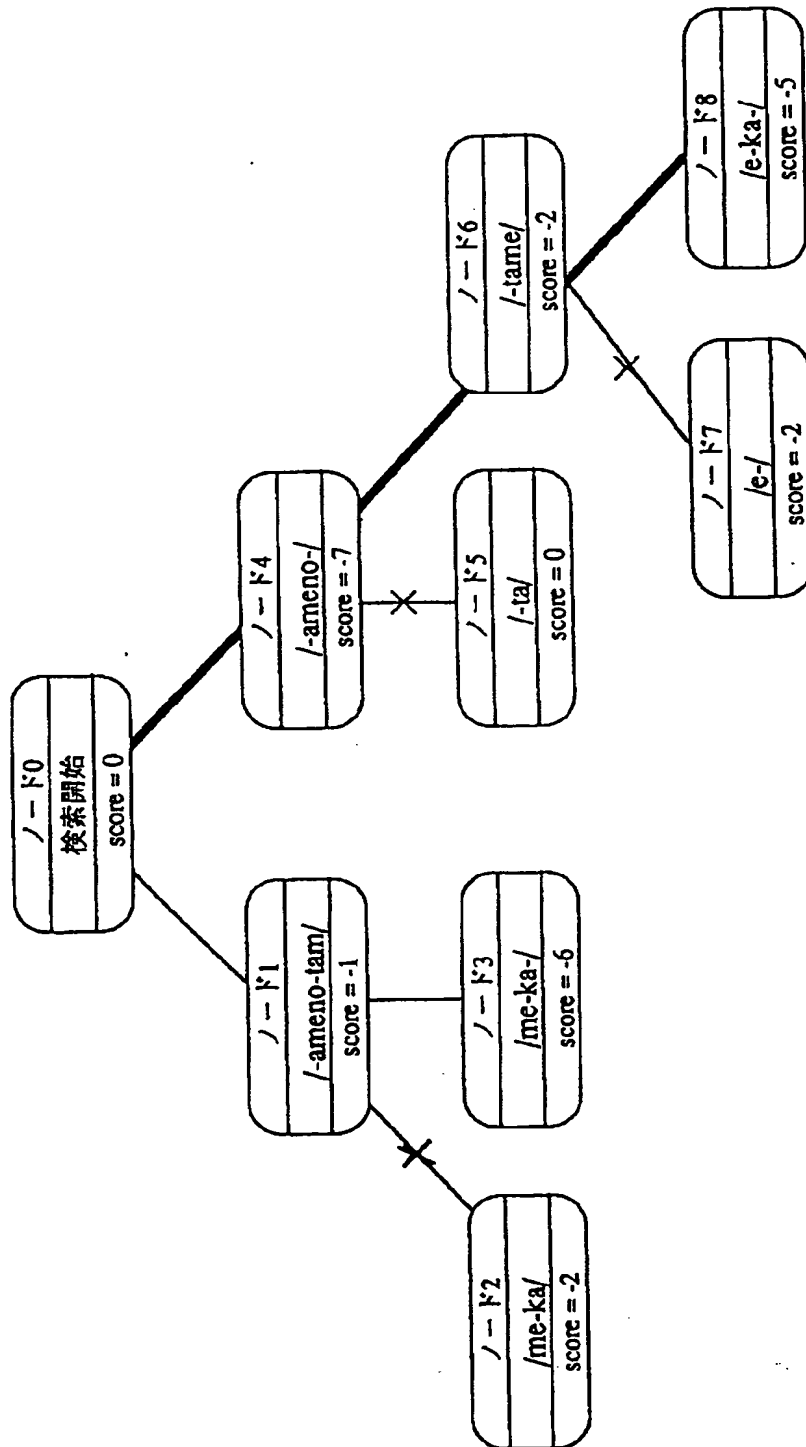 ノード0
検索開始
score = 0
ノード1
/-ameno-tam/
score = -1
ノード2
/me-ka/
score = -2
ノード3
/me-ka-/
score = -6
ノード4
/-ameno-/
score = -7
ノード5
/-ta/
score = 0
ノード6
/-tame/
score = -2
ノード7
/e-/
score = -2
ノード8
/e-ka-/
score = -5